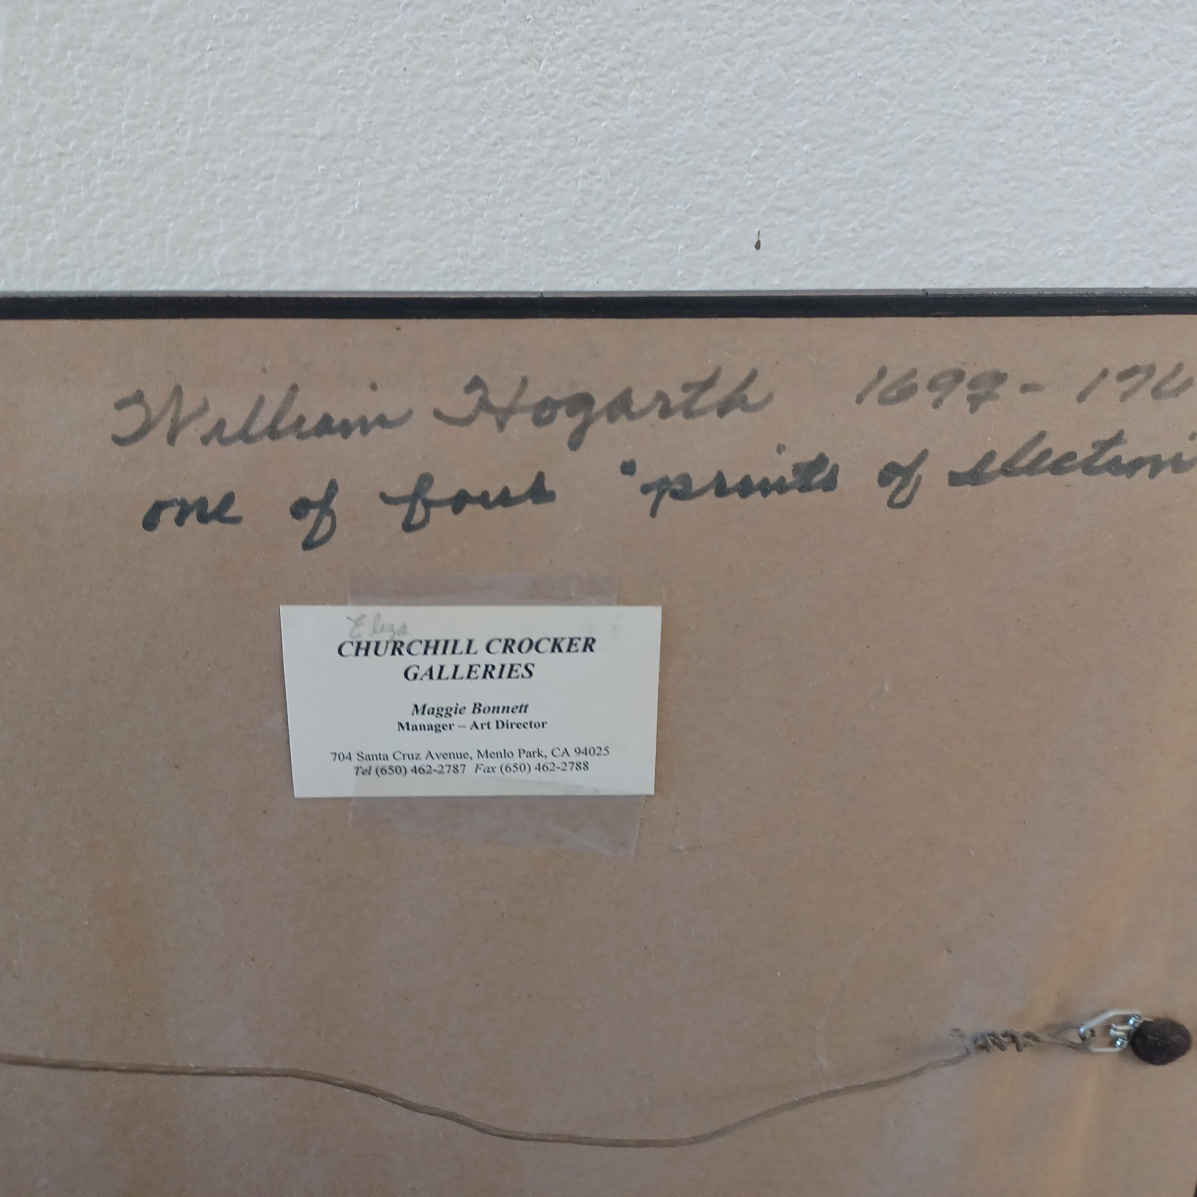 William Hogarth 1697 - 176
one of four "prints of election
Eliza
CHURCHILL CROCKER
GALLERIES
Maggie Bonnett
Manager – Art Director
704 Santa Cruz Avenue, Menlo Park, CA 94025
Tel (650) 462-2787 Fax (650) 462-2788